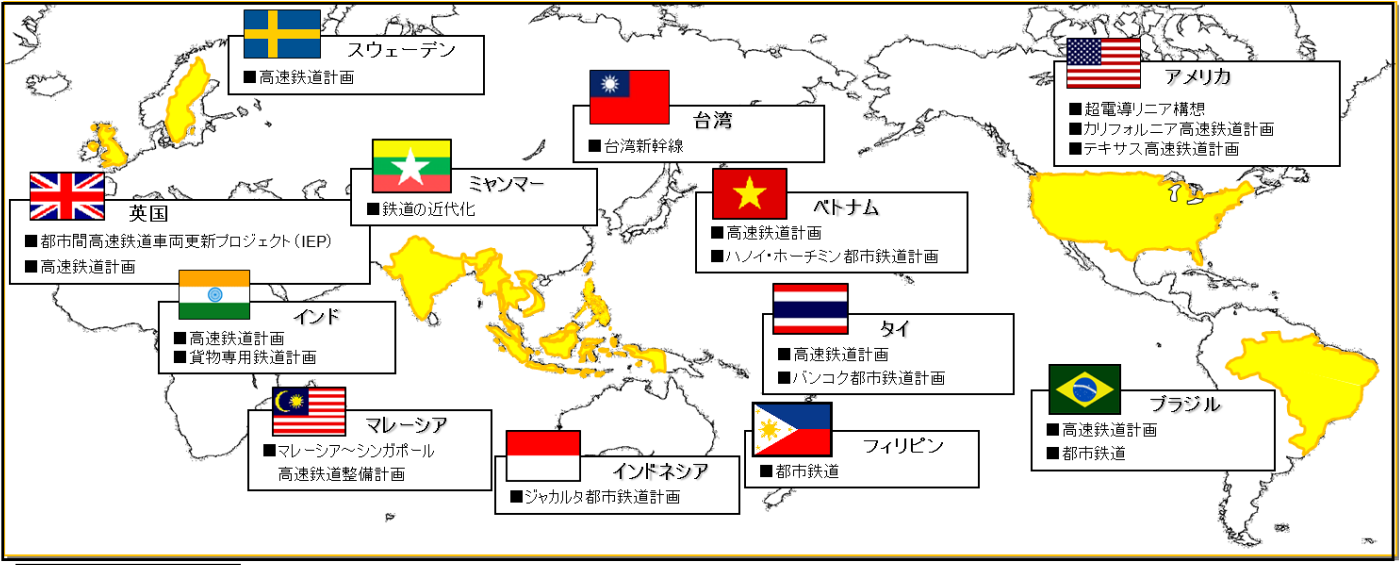 スウェーデン
■高速鉄道計画
台湾
■台湾新幹線
アメリカ
■超電導リニア構想
■カリフォルニア高速鉄道計画
■テキサス高速鉄道計画
ミャンマー
■鉄道の近代化
英国
■都市間高速鉄道車両更新プロジェクト(IEP)
■高速鉄道計画
ベトナム
■高速鉄道計画
■ハノイ・ホーチミン都市鉄道計画
インド
■高速鉄道計画
■貨物専用鉄道計画
タイ
■高速鉄道計画
■バンコク都市鉄道計画
マレーシア
■マレーシア～シンガポール
高速鉄道整備計画
インドネシア
■ジャカルタ都市鉄道計画
フィリピン
■都市鉄道
ブラジル
■高速鉄道計画
■都市鉄道